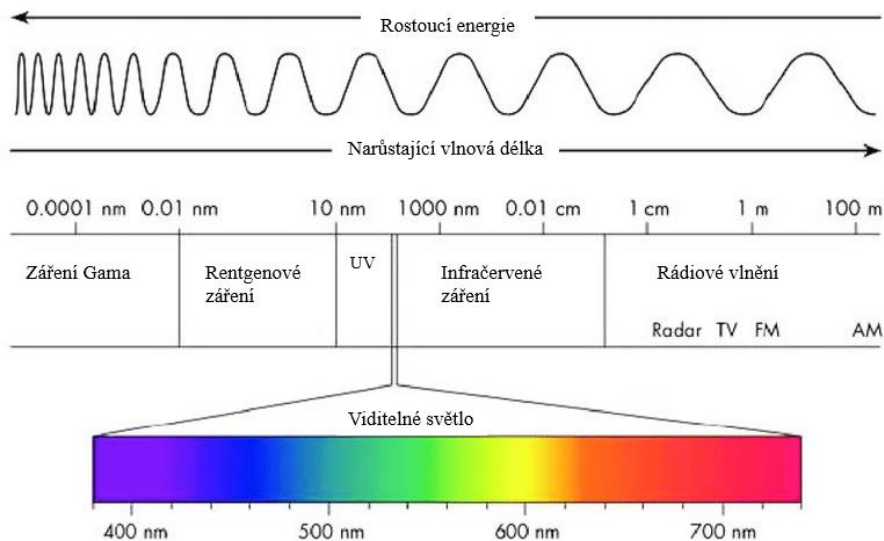 Rostoucí energie
Narůstající vlnová délka
0.0001 nm 0.01 nm 10 nm 1000 nm 0.01 cm 1 cm 1 m 100 m
Záření Gama
Rentgenové
záření
UV
Infračervené
záření
Rádiové vlnění
Radar TV FM AM
Viditelné světlo
400 nm 500 nm 600 nm 700 nm